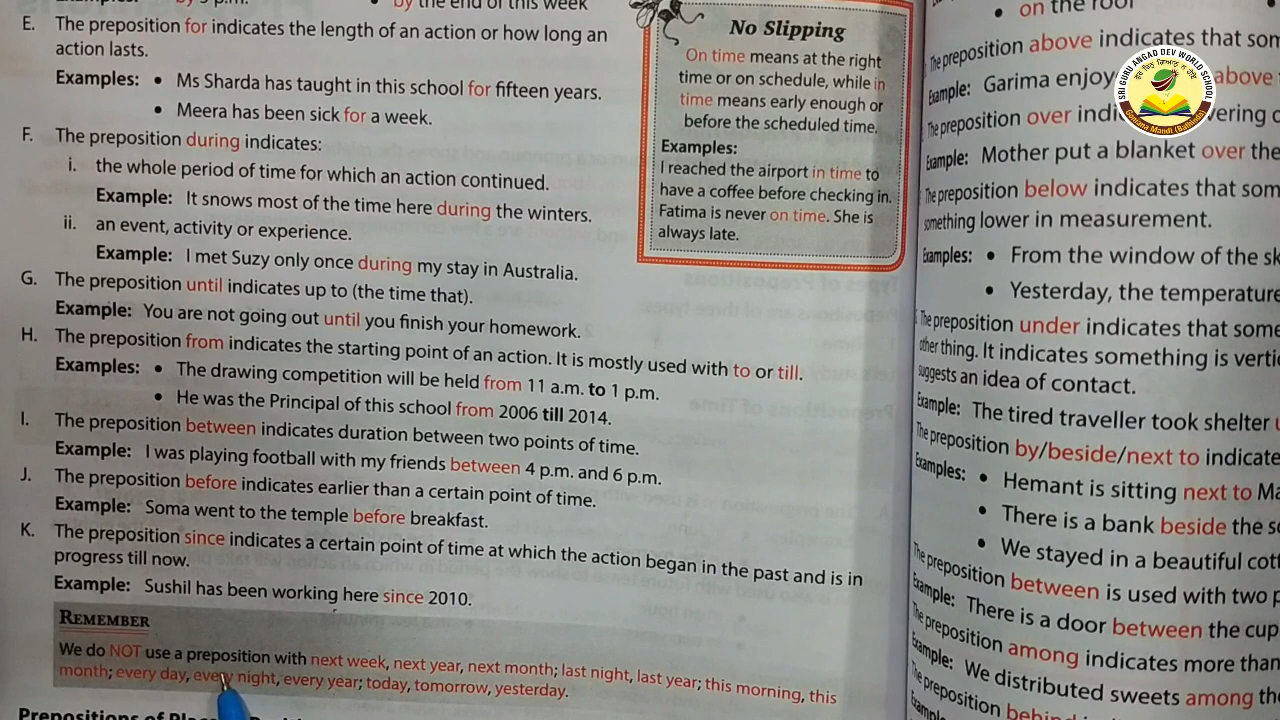 by 5 p.m. • by the end of this week
E. The preposition for indicates the length of an action or how long an
action lasts.
Examples: • Ms Sharda has taught in this school for fifteen years.
• Meera has been sick for a week.
F. The preposition during indicates:
i. the whole period of time for which an action continued.
Example: It snows most of the time here during the winters.
ii. an event, activity or experience.
Example: I met Suzy only once during my stay in Australia.
G. The preposition until indicates up to (the time that).
Example: You are not going out until you finish your homework.
H. The preposition from indicates the starting point of an action. It is mostly used with to or till.
Examples: • The drawing competition will be held from 11 a.m. to 1 p.m.
• He was the Principal of this school from 2006 till 2014.
I. The preposition between indicates duration between two points of time.
Example: I was playing football with my friends between 4 p.m. and 6 p.m.
J. The preposition before indicates earlier than a certain point of time.
Example: Soma went to the temple before breakfast.
K. The preposition since indicates a certain point of time at which the action began in the past and is in
progress till now.
Example: Sushil has been working here since 2010.
REMEMBER
We do NOT use a preposition with next week, next year, next month; last night, last year; this morning, this
month; every day, every night, every year; today, tomorrow, yesterday.
Prepositions of
No Slipping
On time means at the right
time or on schedule, while in
time means early enough or
before the scheduled time.
Examples:
I reached the airport in time to
have a coffee before checking in.
Fatima is never on time. She is
always late.
• on the roof
The preposition above indicates that
Example: Garima above
The preposition over
Example: Mother put a blanket over the
The preposition below indicates that
something lower in measurement.
Examples: • From the window of the
• Yesterday, the temperature
The preposition under indicates that
other thing. It indicates something is
suggests an idea of contact.
Example: The tired traveller took shelter
The preposition by/beside/next to
Examples: • Hemant is sitting next to
• There is a bank beside the
• We stayed in a beautiful
The preposition between is used with two
Example: There is a door between the
The preposition among indicates more than
Example: We distributed sweets among
The preposition behind
SRI GURU ANGAD DEV WORLD SCHOOL
Goniana Mandi (Bathinda)